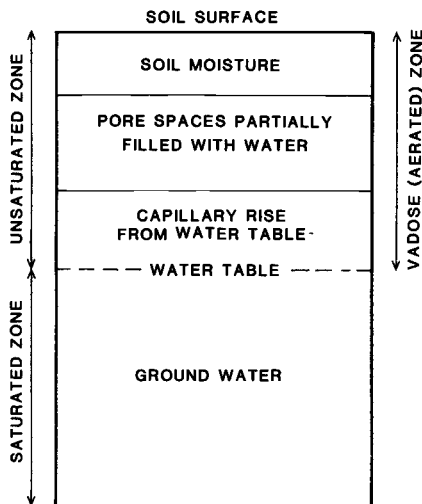 SOIL SURFACE
UNSATURATED ZONE
SOIL MOISTURE
VADOSE (AERATED) ZONE
PORE SPACES PARTIALLY
FILLED WITH WATER
CAPILLARY RISE
FROM WATER TABLE
WATER TABLE
SATURATED ZONE
GROUND WATER